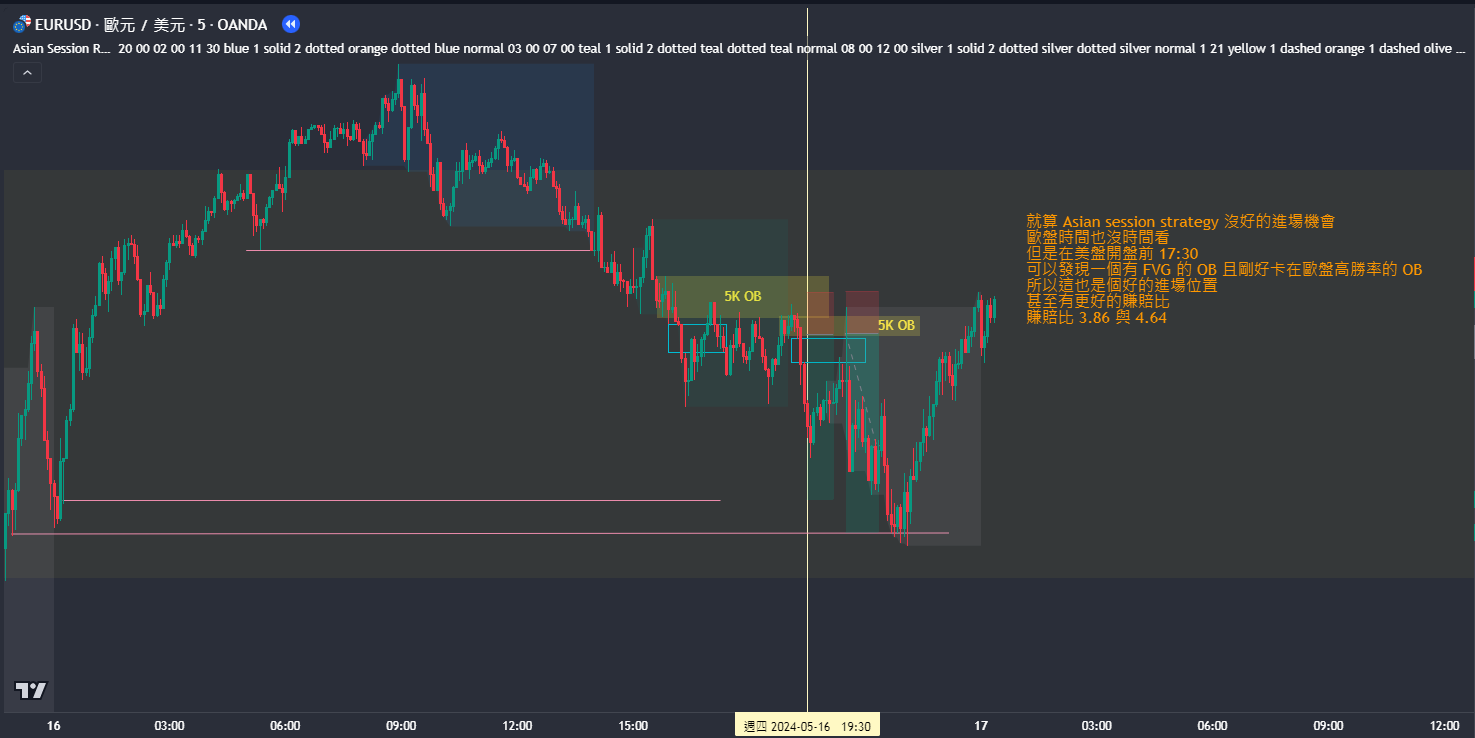 EURUSD · 歐元 / 美元 · 5 · OANDA
Asian Session R... 20 00 02 00 11 30 blue 1 solid 2 dotted orange dotted blue normal 03 00 07 00 teal 1 solid 2 dotted teal dotted teal normal 08 00 12 00 silver 1 solid 2 dotted silver dotted silver normal 1 21 yellow 1 dashed orange 1 dashed olive ...
就算 Asian session strategy 沒好的進場機會
歐盤時間也沒時間看
但是在美盤開盤前 17:30
可以發現一個有 FVG 的 OB 且剛好卡在歐盤高勝率的 OB
所以這也是個好的進場位置
甚至有更好的賺賠比
賺賠比 3.86 與 4.64
5K OB
5K OB
16 03:00 06:00 09:00 12:00 15:00 週四 2024-05-16 19:30 17 03:00 06:00 09:00 12:00